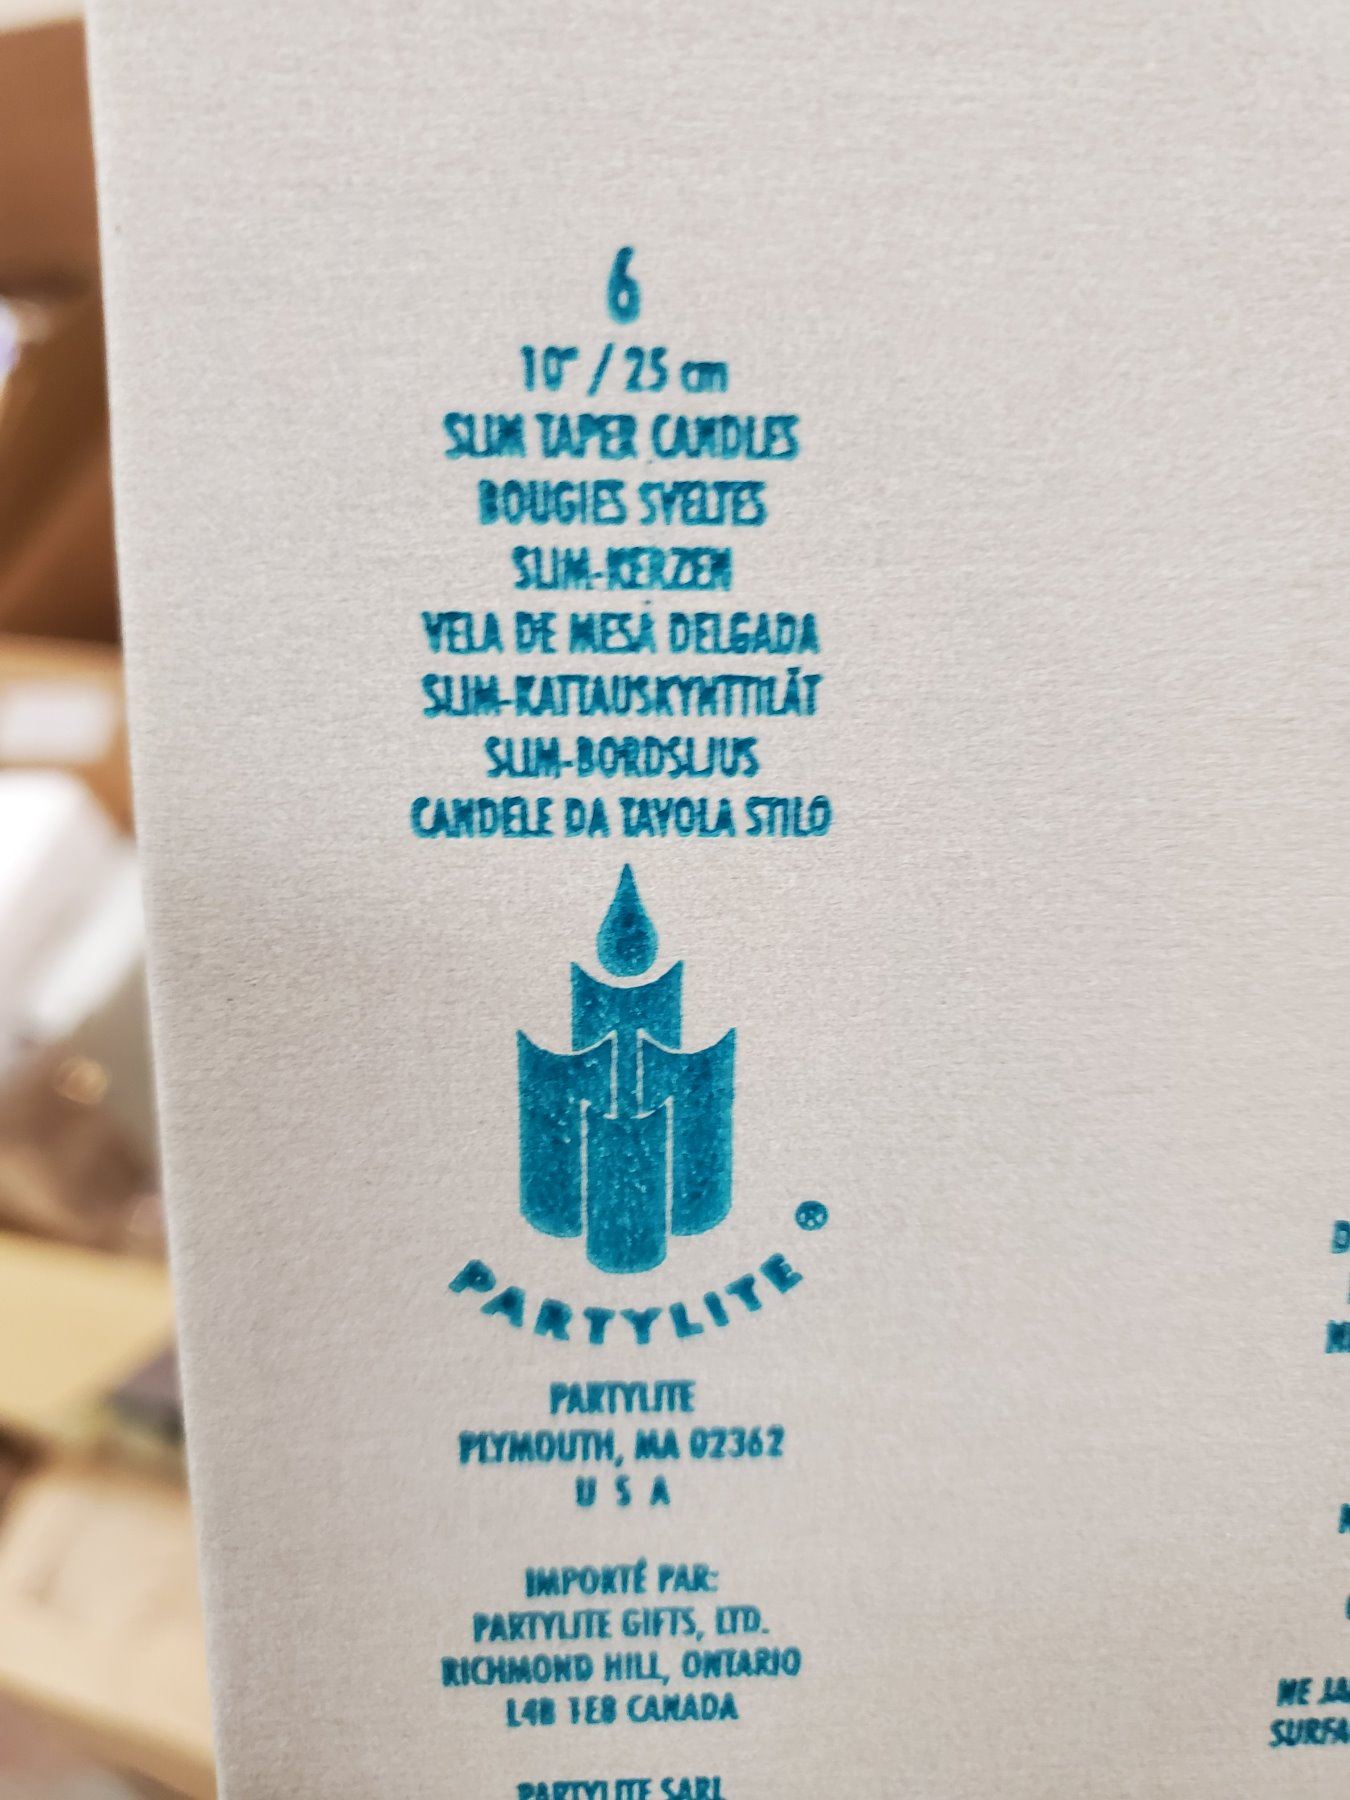 6
10" / 25 cm
SLIM TAPER CANDLES
BOUGIES SVELTES
SLIM-KERZEN
VELA DE MESA DELGADA
SLIM-KATTAUSKYNTTILÄT
SLIM-BORDSLJUS
CANDELE DA TAVOLA STILO
PARTYLITE®
PARTYLITE
PLYMOUTH, MA 02362
U S A
IMPORTÉ PAR:
PARTYLITE GIFTS, LTD.
RICHMOND HILL, ONTARIO
L4B 1E8 CANADA
NE
SURFA
PARTYLITE SARL